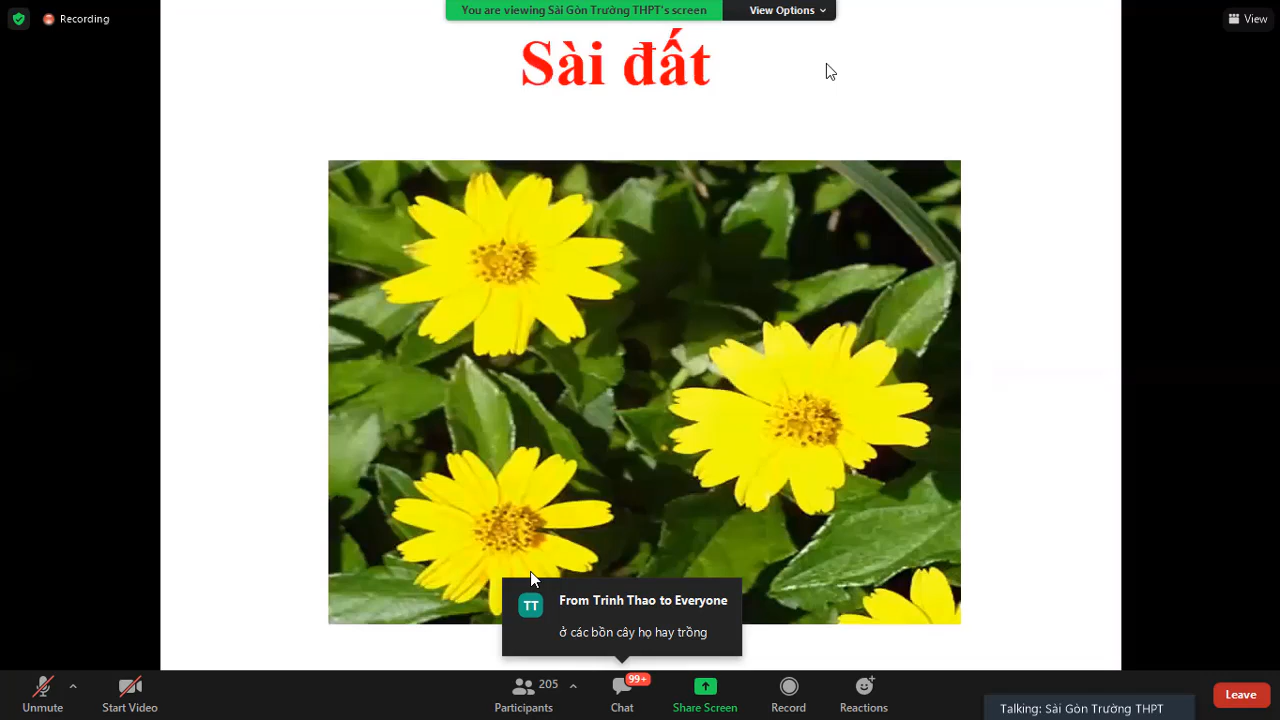 You are viewing Sài Gòn Trường THPT's screen
View Options
Recording
View
Sài đất
TT
From Trinh Thao to Everyone
ở các bồn cây họ hay trồng
205
99+
Unmute
Start Video
Participants
Chat
Share Screen
Record
Reactions
Talking: Sài Gòn Trường THPT
Leave